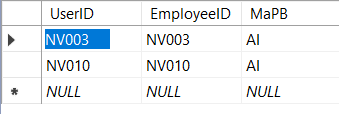 UserID EmployeeID MaPB
NV003 NV003 AI
NV010 NV010 AI
* NULL NULL NULL